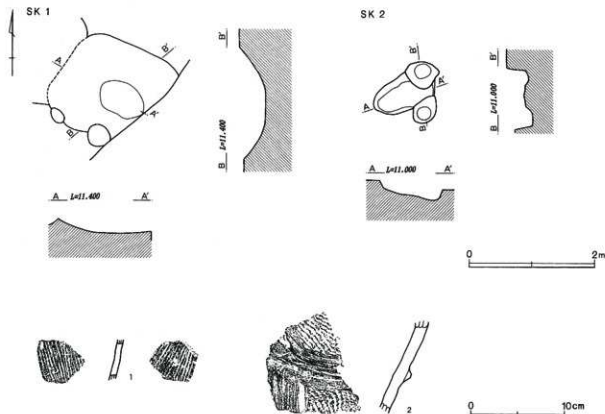 SK 1
A
B'
B
A'
B'
L=11.400
B
A L=11.400 A'
SK 2
B'
A'
A
B
B'
L=11.000
B
A L=11.000 A'
0 2m
1
2
0 10cm